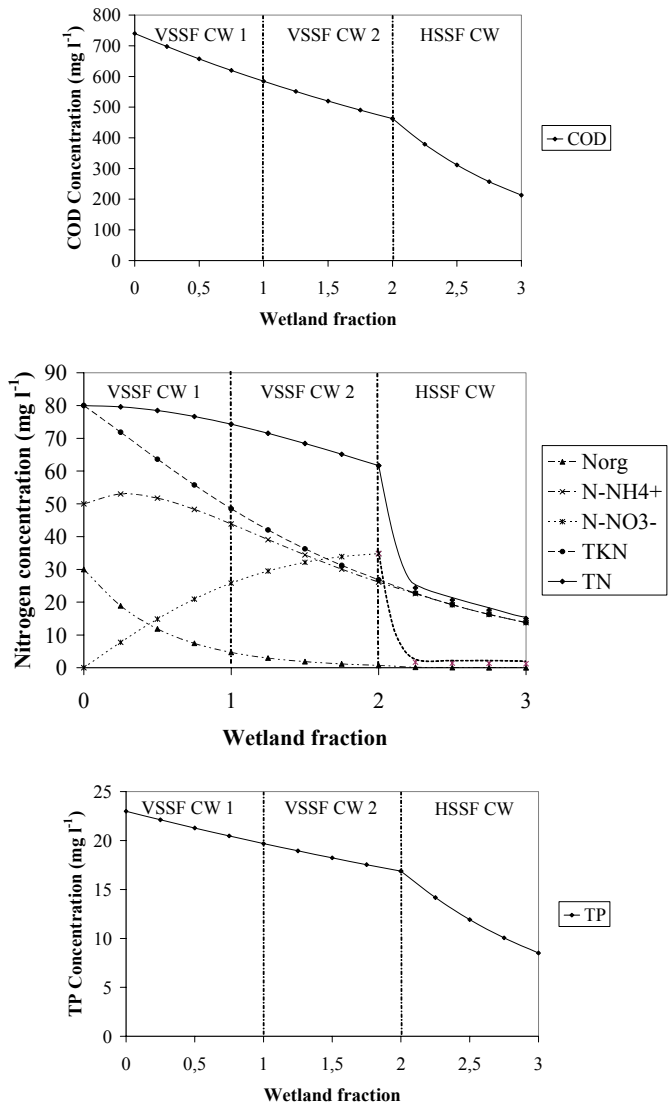 COD Concentration (mg l-1)
800
700
600
500
400
300
200
100
0
VSSF CW 1 VSSF CW 2 HSSF CW
0 0,5 1 1,5 2 2,5 3
Wetland fraction
COD
Nitrogen concentration (mg l-1)
90
80
70
60
50
40
30
20
10
0
VSSF CW 1 VSSF CW 2 HSSF CW
0 1 2 3
Wetland fraction
Norg
N-NH4+
N-NO3-
TKN
TN
TP Concentration (mg l-1)
25
20
15
10
5
0
VSSF CW 1 VSSF CW 2 HSSF CW
0 0,5 1 1,5 2 2,5 3
Wetland fraction
TP